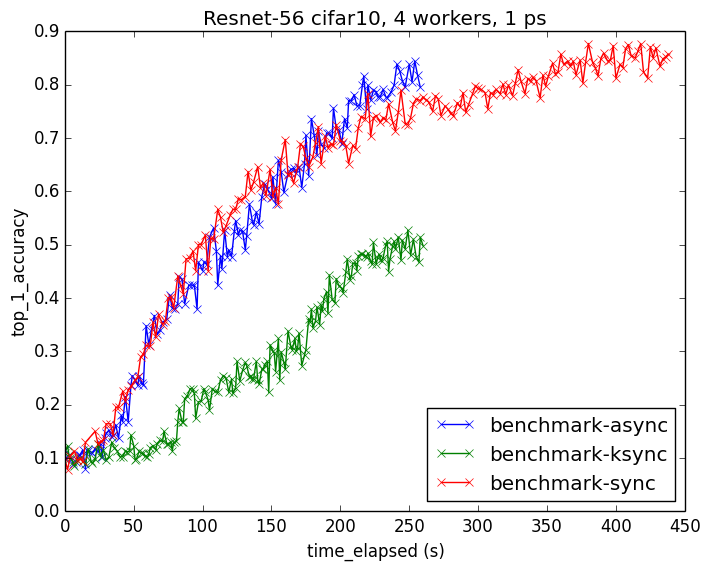 Resnet-56 cifar10, 4 workers, 1 ps
top_1_accuracy
0.9
0.8
0.7
0.6
0.5
0.4
0.3
0.2
0.1
0.0
benchmark-async
benchmark-ksync
benchmark-sync
0 50 100 150 200 250 300 350 400 450
time_elapsed (s)